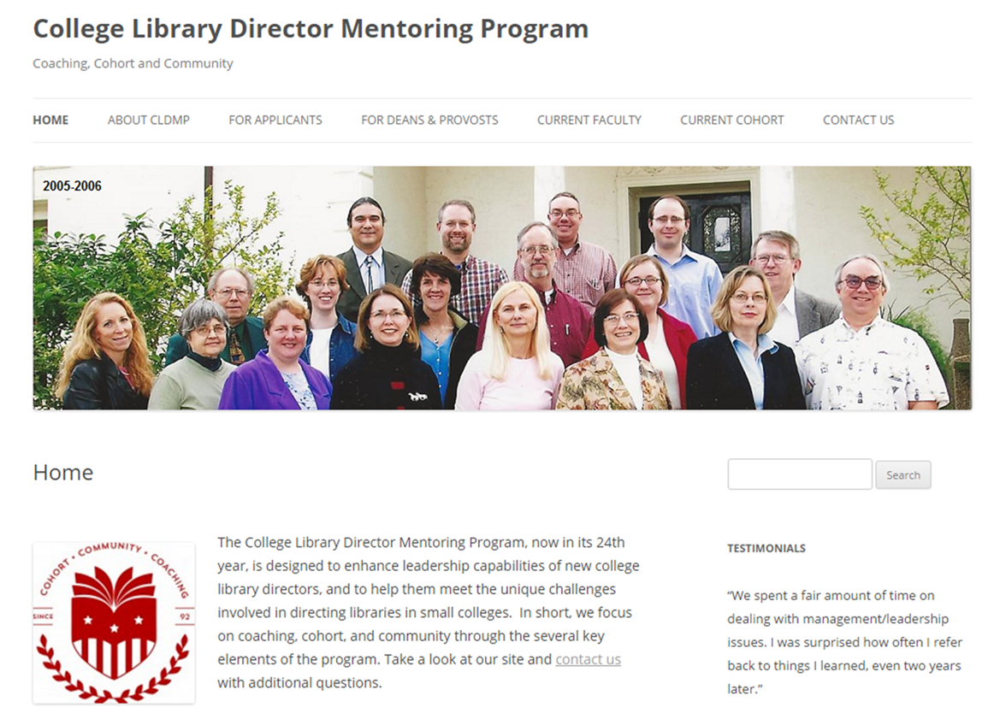 College Library Director Mentoring Program
Coaching, Cohort and Community
HOME ABOUT CLDMP FOR APPLICANTS FOR DEANS & PROVOSTS CURRENT FACULTY CURRENT COHORT CONTACT US
2005-2006
Home
Search
COHORT • COMMUNITY • COACHING
SINCE 92
The College Library Director Mentoring Program, now in its 24th
year, is designed to enhance leadership capabilities of new college
library directors, and to help them meet the unique challenges
involved in directing libraries in small colleges. In short, we focus
on coaching, cohort, and community through the several key
elements of the program. Take a look at our site and contact us
with additional questions.
TESTIMONIALS
“We spent a fair amount of time on
dealing with management/leadership
issues. I was surprised how often I refer
back to things I learned, even two years
later.”